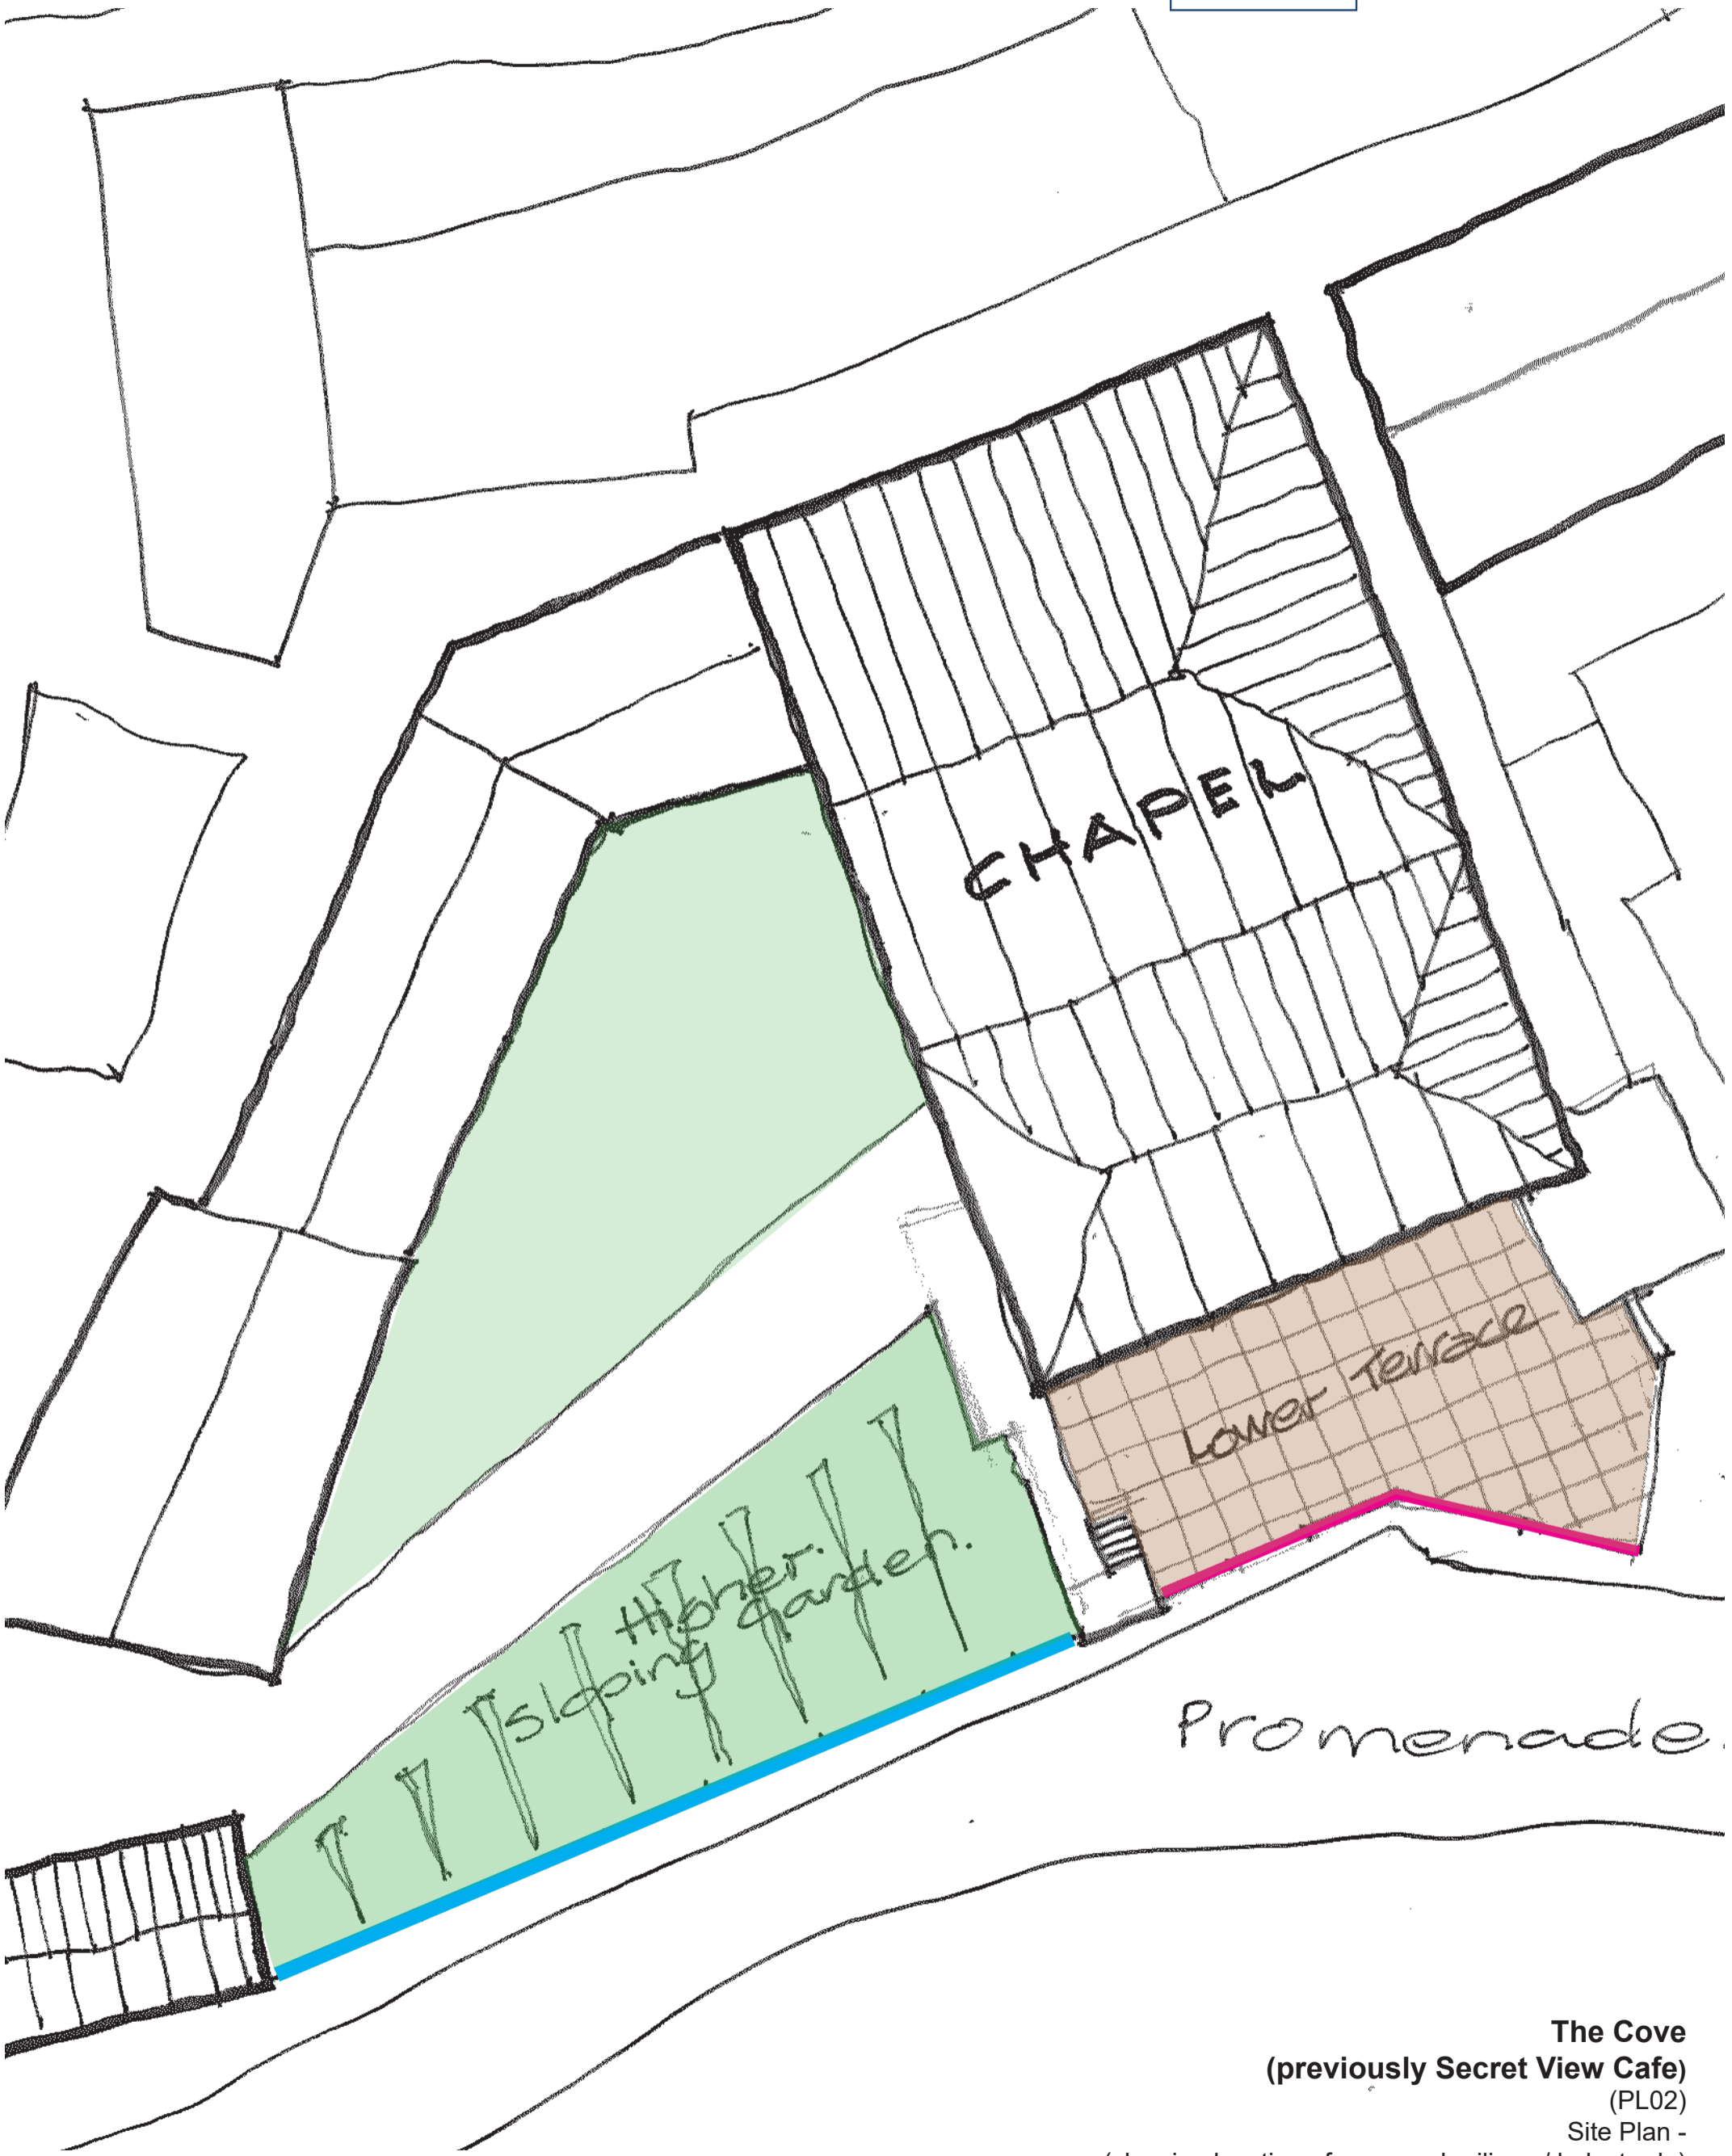 CHAPEL
Lower Terrace
Higher.
Sloping Garden.
Promenade.
The Cove
(previously Secret View Cafe)
(PL02)
Site Plan -